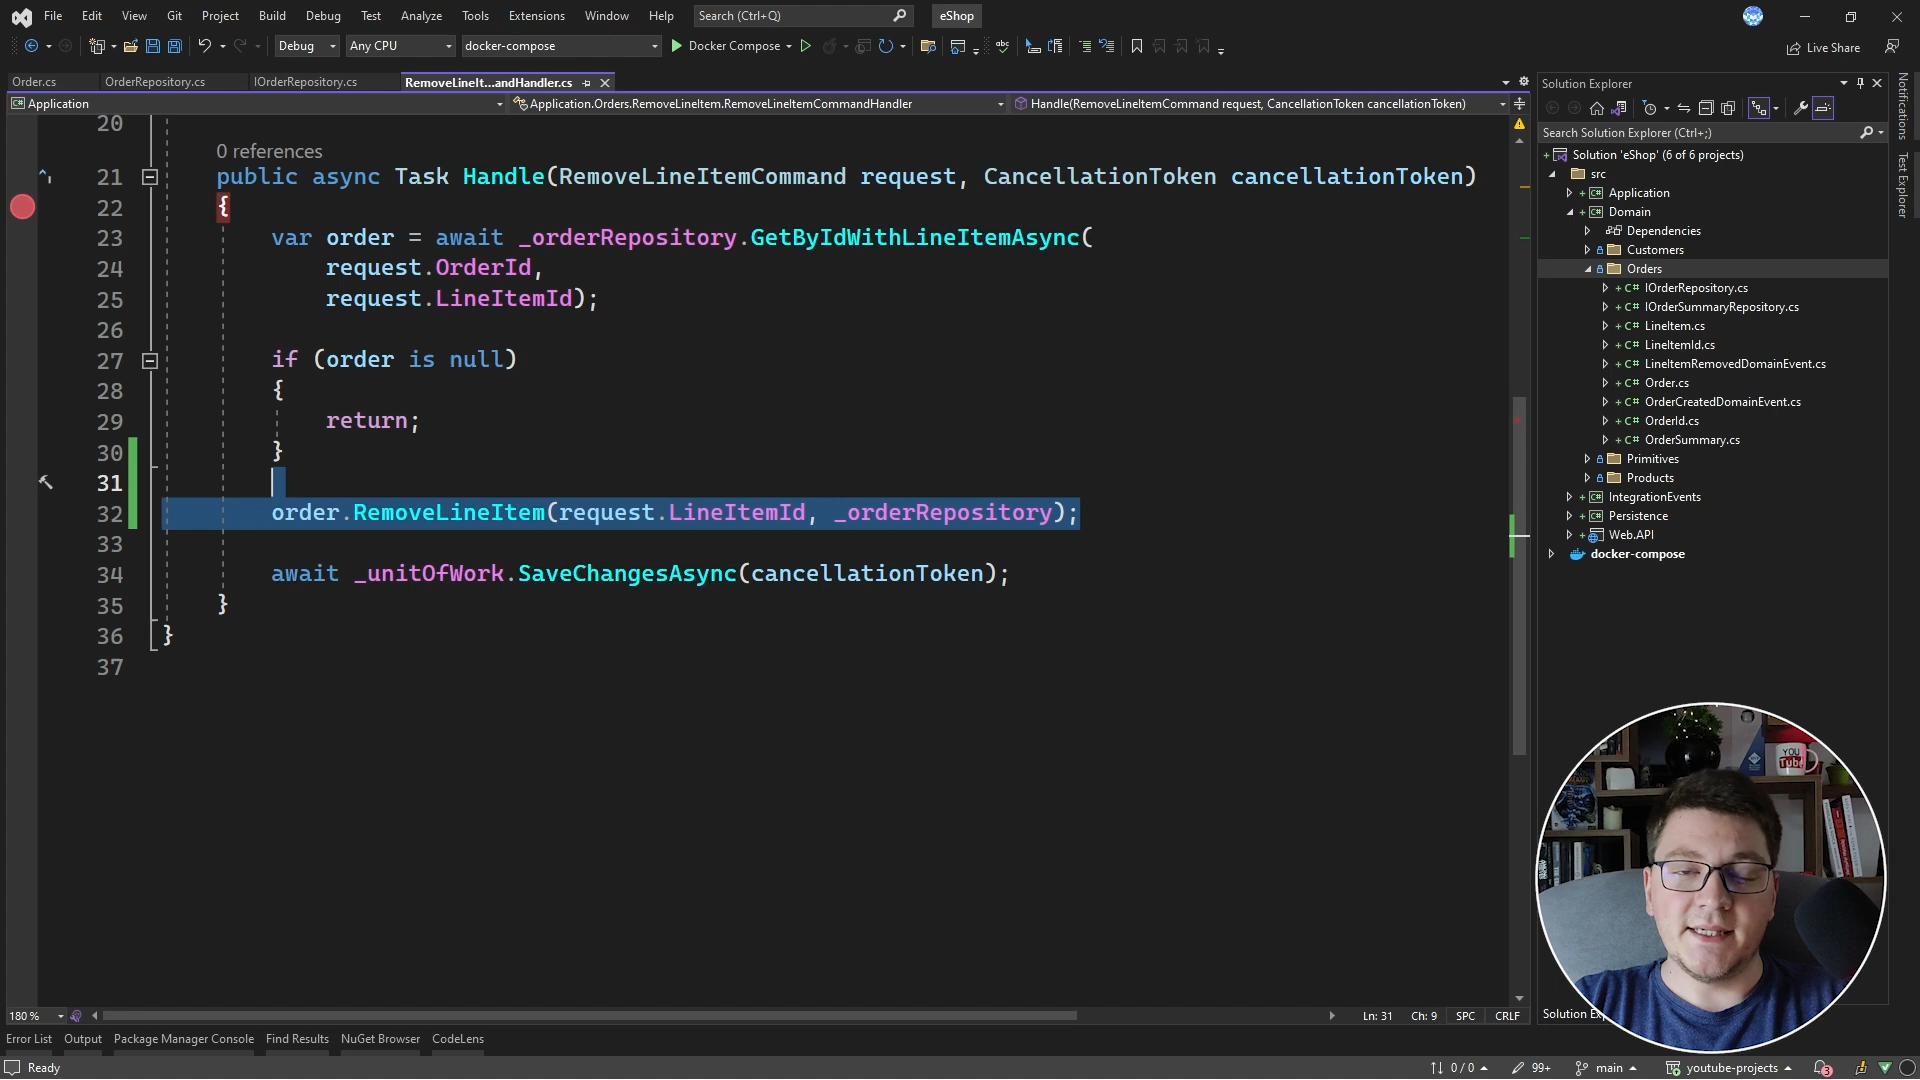 File Edit View Git Project Build Debug Test Analyze Tools Extensions Window Help Search (Ctrl+Q) eShop
Debug Any CPU docker-compose Docker Compose Live Share
Order.cs OrderRepository.cs IOrderRepository.cs RemoveLineIt...andHandler.cs
Application Application.Orders.RemoveLineItem.RemoveLineItemCommandHandler Handle(RemoveLineItemCommand request, CancellationToken cancellationToken)
20
0 references
21 public async Task Handle(RemoveLineItemCommand request, CancellationToken cancellationToken)
22 {
23 var order = await _orderRepository.GetByIdWithLineItemAsync(
24 request.OrderId,
25 request.LineItemId);
26
27 if (order is null)
28 {
29 return;
30 }
31
32 order.RemoveLineItem(request.LineItemId, _orderRepository);
33
34 await _unitOfWork.SaveChangesAsync(cancellationToken);
35 }
36 }
37
180 % Ln: 31 Ch: 9 SPC CRLF
Error List Output Package Manager Console Find Results NuGet Browser CodeLens
Ready 0 / 0 99+ main youtube-projects 3
Solution Explorer
Search Solution Explorer (Ctrl+;)
Solution 'eShop' (6 of 6 projects)
src
Application
Domain
Dependencies
Customers
Orders
C# IOrderRepository.cs
C# IOrderSummaryRepository.cs
C# LineItem.cs
C# LineItemId.cs
C# LineItemRemovedDomainEvent.cs
C# Order.cs
C# OrderCreatedDomainEvent.cs
C# OrderId.cs
C# OrderSummary.cs
Primitives
Products
IntegrationEvents
Persistence
Web.API
docker-compose
Solution Ex
Notifications
Test Explorer
YOU
Tube